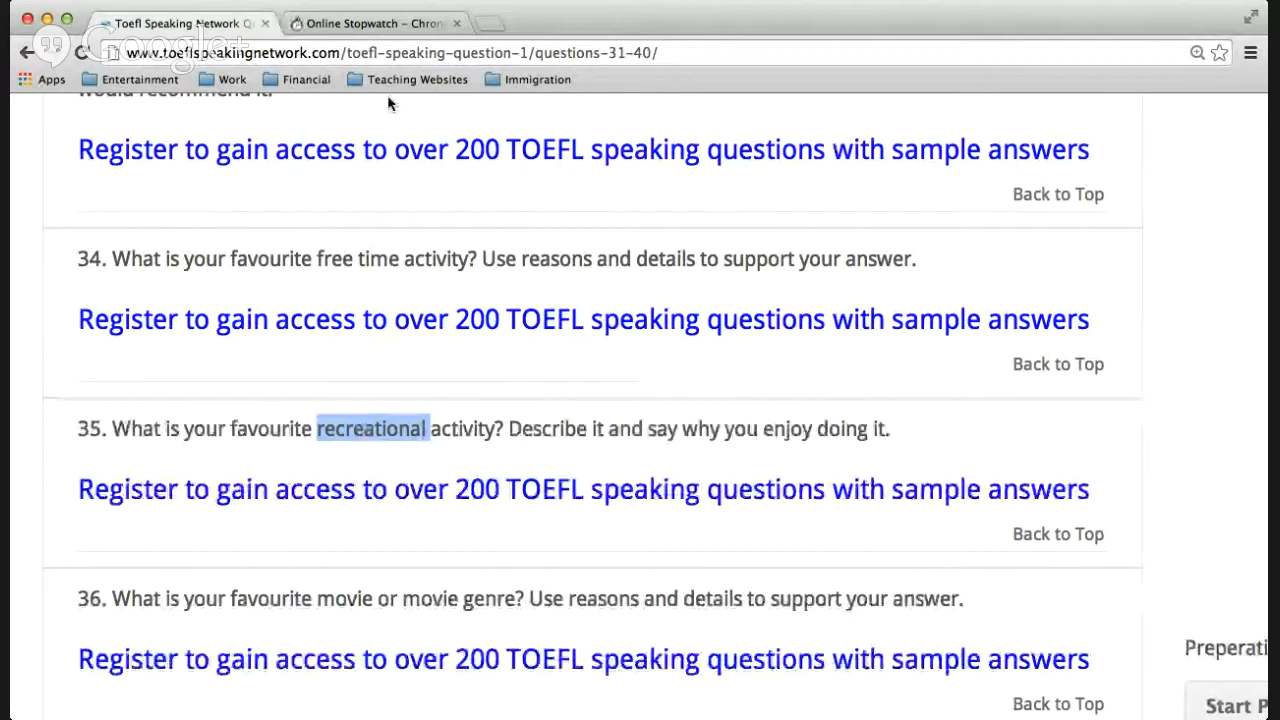 Toefl Speaking Network Q
Online Stopwatch – Chron
Google+
www.toeflspeakingnetwork.com/toefl-speaking-question-1/questions-31-40/
Apps Entertainment Work Financial Teaching Websites Immigration
would recommend it.
Register to gain access to over 200 TOEFL speaking questions with sample answers
Back to Top
34. What is your favourite free time activity? Use reasons and details to support your answer.
Register to gain access to over 200 TOEFL speaking questions with sample answers
Back to Top
35. What is your favourite recreational activity? Describe it and say why you enjoy doing it.
Register to gain access to over 200 TOEFL speaking questions with sample answers
Back to Top
36. What is your favourite movie or movie genre? Use reasons and details to support your answer.
Register to gain access to over 200 TOEFL speaking questions with sample answers
Preperati
Back to Top
Start P